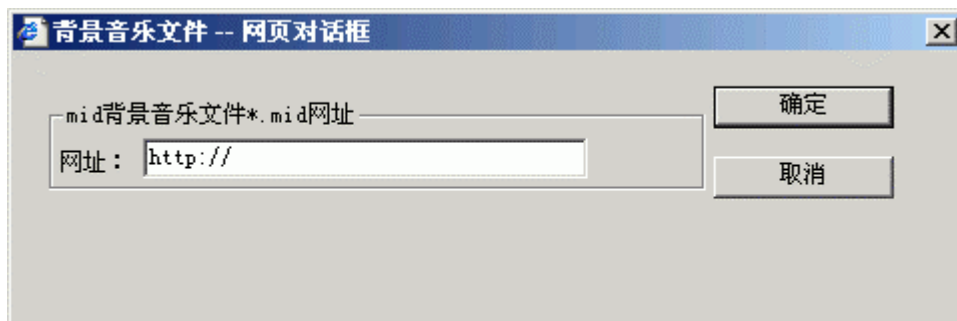 背景音乐文件 -- 网页对话框
mid背景音乐文件*.mid网址
网址： http://
确定
取消